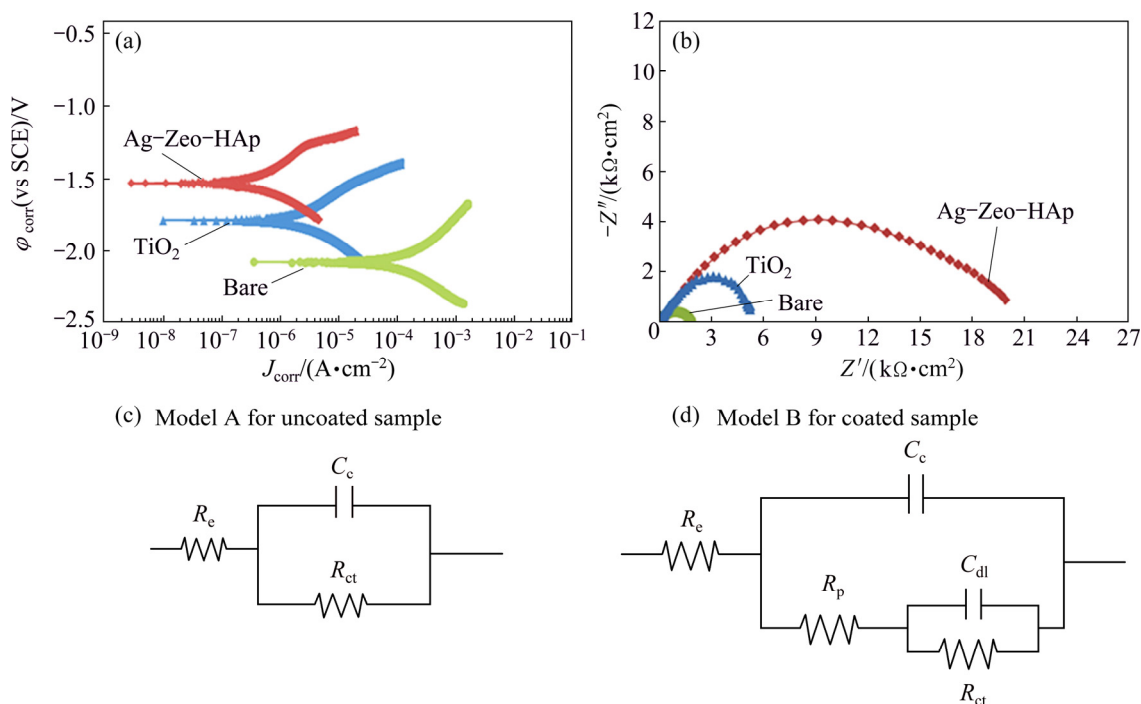 (a)
φcorr(vs SCE)/V
−0.5
−1.0
−1.5
−2.0
−2.5
Ag−Zeo−HAp
TiO₂
Bare
10⁻⁹ 10⁻⁸ 10⁻⁷ 10⁻⁶ 10⁻⁵ 10⁻⁴ 10⁻³ 10⁻² 10⁻¹
Jcorr/(A•cm⁻²)
(b)
−Z″/(kΩ•cm²)
12
10
8
6
4
2
0
Ag-Zeo-HAp
TiO₂
Bare
3 6 9 12 15 18 21 24 27
Z′/(kΩ•cm²)
(c) Model A for uncoated sample
Cc
Re
Rct
(d) Model B for coated sample
Cc
Re
Cdl
Rp
Rct